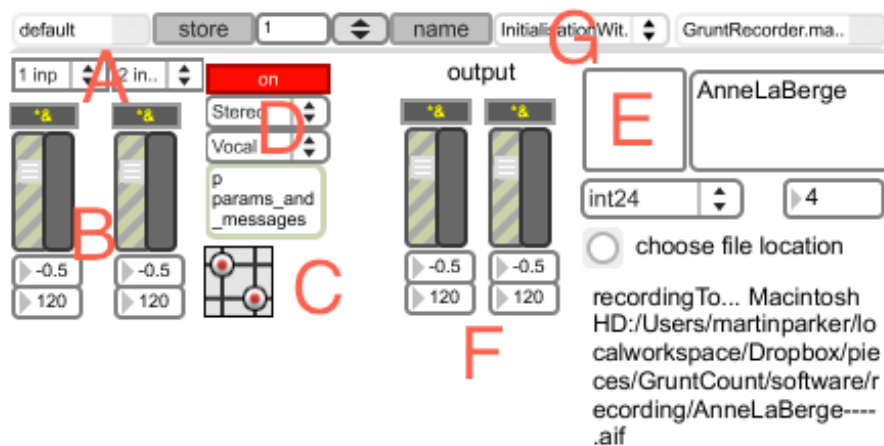 default store 1 name InitialisationWit. G GruntRecorder.ma..
A
1 inp 2 in.. on output
*& *& Stereo D *& *& E AnneLaBerge
Vocal
B
p
params_and
_messages
int24 4
C
choose file location
-0.5 -0.5 -0.5 -0.5
120 120 120 120
F
recordingTo... Macintosh
HD:/Users/martinparker/lo
calworkspace/Dropbox/pie
ces/GruntCount/software/r
ecording/AnneLaBerge----
.aif